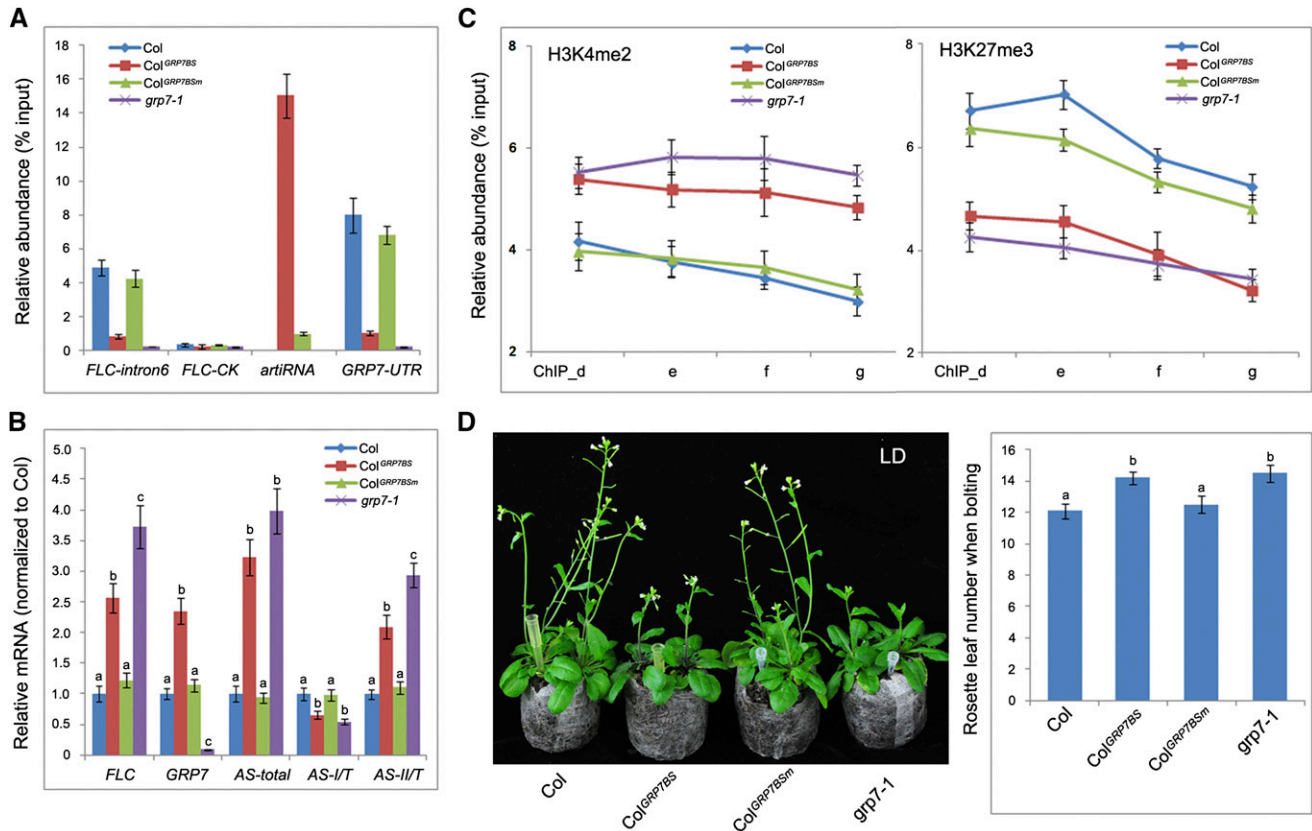 A
Relative abundance (% input)
18
16
14
12
10
8
6
4
2
0
Col
Col^GRP7BS
Col^GRP7BSm
grp7-1
FLC-intron6 FLC-CK artiRNA GRP7-UTR
B
Relative mRNA (normalized to Col)
5.0
4.5
4.0
3.5
3.0
2.5
2.0
1.5
1.0
0.5
0
Col
Col^GRP7BS
Col^GRP7BSm
grp7-1
a b a c
a b a c
a b a b
a b a b
a b a c
FLC GRP7 AS-total AS-I/T AS-II/T
C
Relative abundance (% input)
H3K4me2
8
6
4
2
Col
Col^GRP7BS
Col^GRP7BSm
grp7-1
ChIP_d e f g
H3K27me3
8
6
4
2
Col
Col^GRP7BS
Col^GRP7BSm
grp7-1
ChIP_d e f g
D
LD
Col
Col^GRP7BS
Col^GRP7BSm
grp7-1
Rosette leaf number when bolting
16
14
12
10
8
6
4
2
0
a b a b
Col
Col^GRP7BS
Col^GRP7BSm
grp7-1